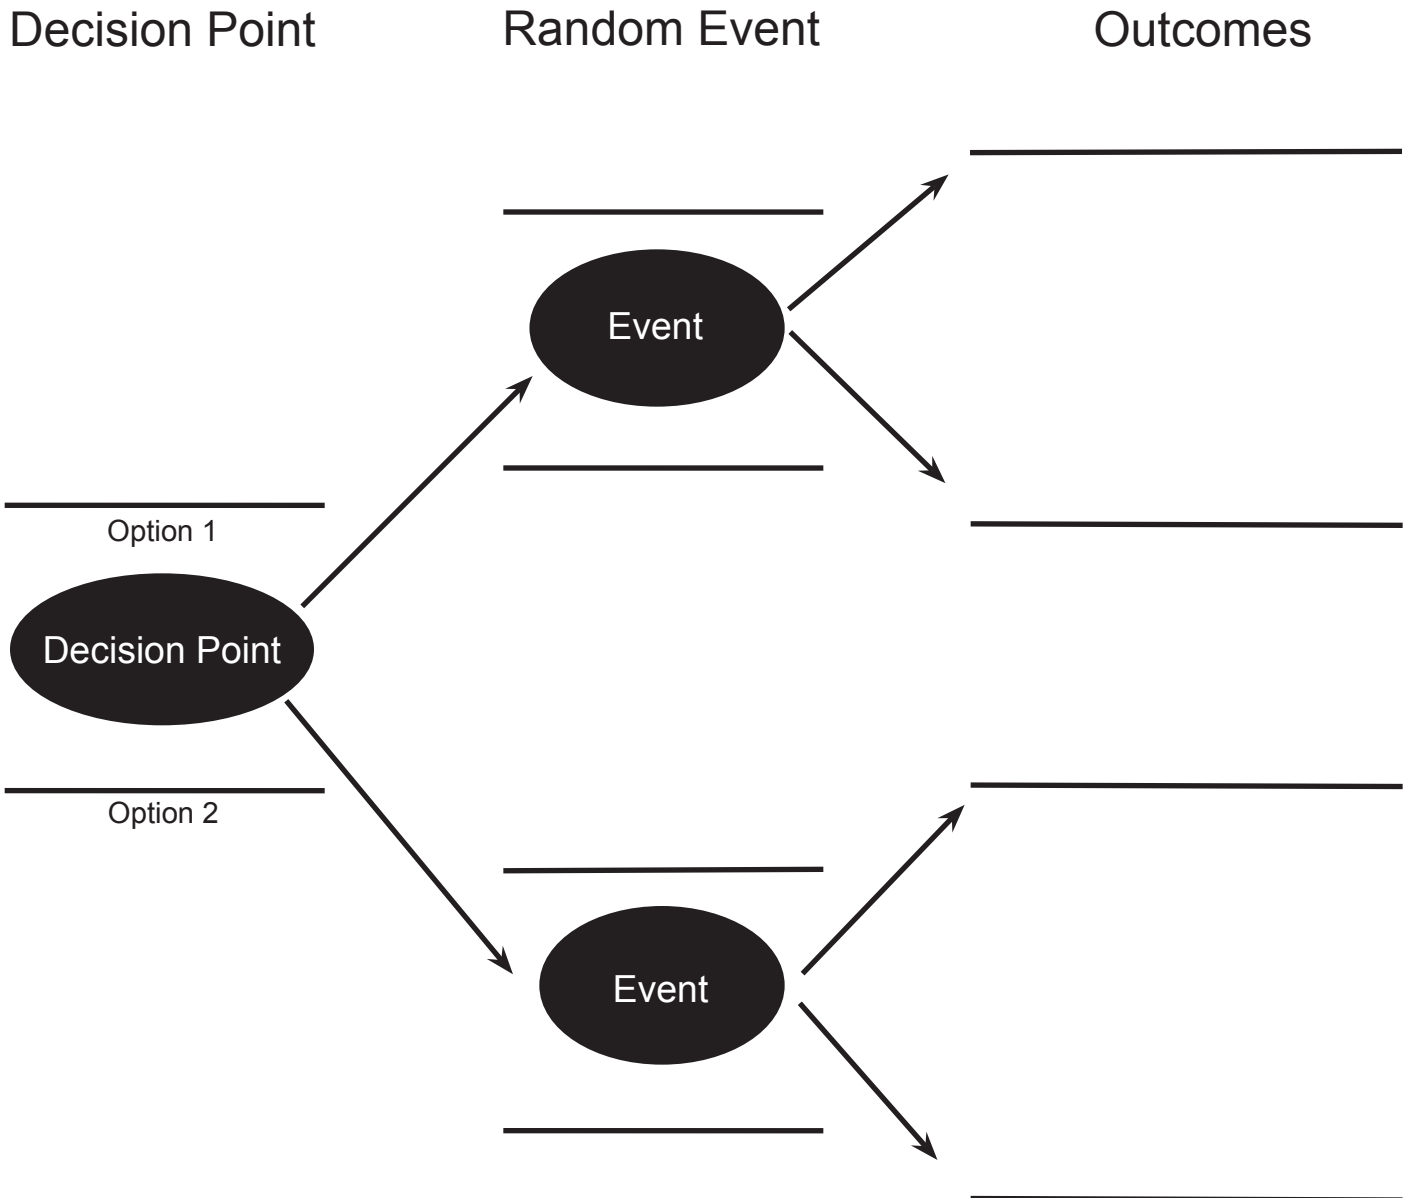 Decision Point
Random Event
Outcomes
Event
Option 1
Decision Point
Option 2
Event